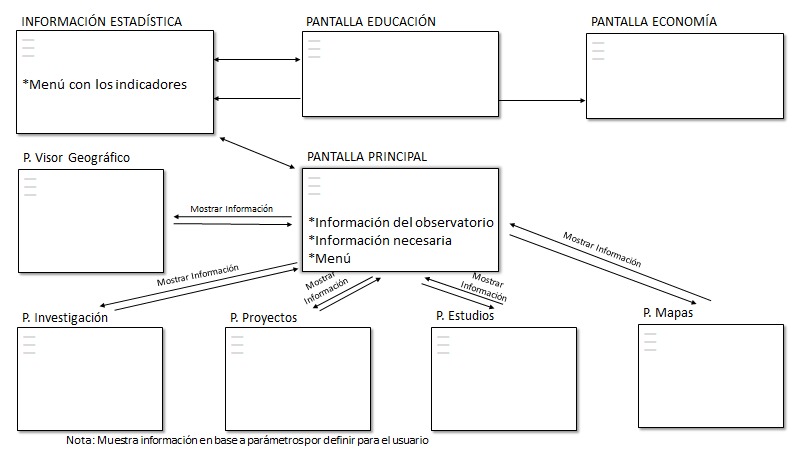 INFORMACIÓN ESTADÍSTICA
PANTALLA EDUCACIÓN
PANTALLA ECONOMÍA
*Menú con los indicadores
P. Visor Geográfico
PANTALLA PRINCIPAL
Mostrar Información
*Información del observatorio
*Información necesaria
*Menú
Mostrar Información
Mostrar Información
Mostrar
Información
Mostrar
Información
P. Investigación
P. Proyectos
P. Estudios
P. Mapas
Nota: Muestra información en base a parámetros por definir para el usuario